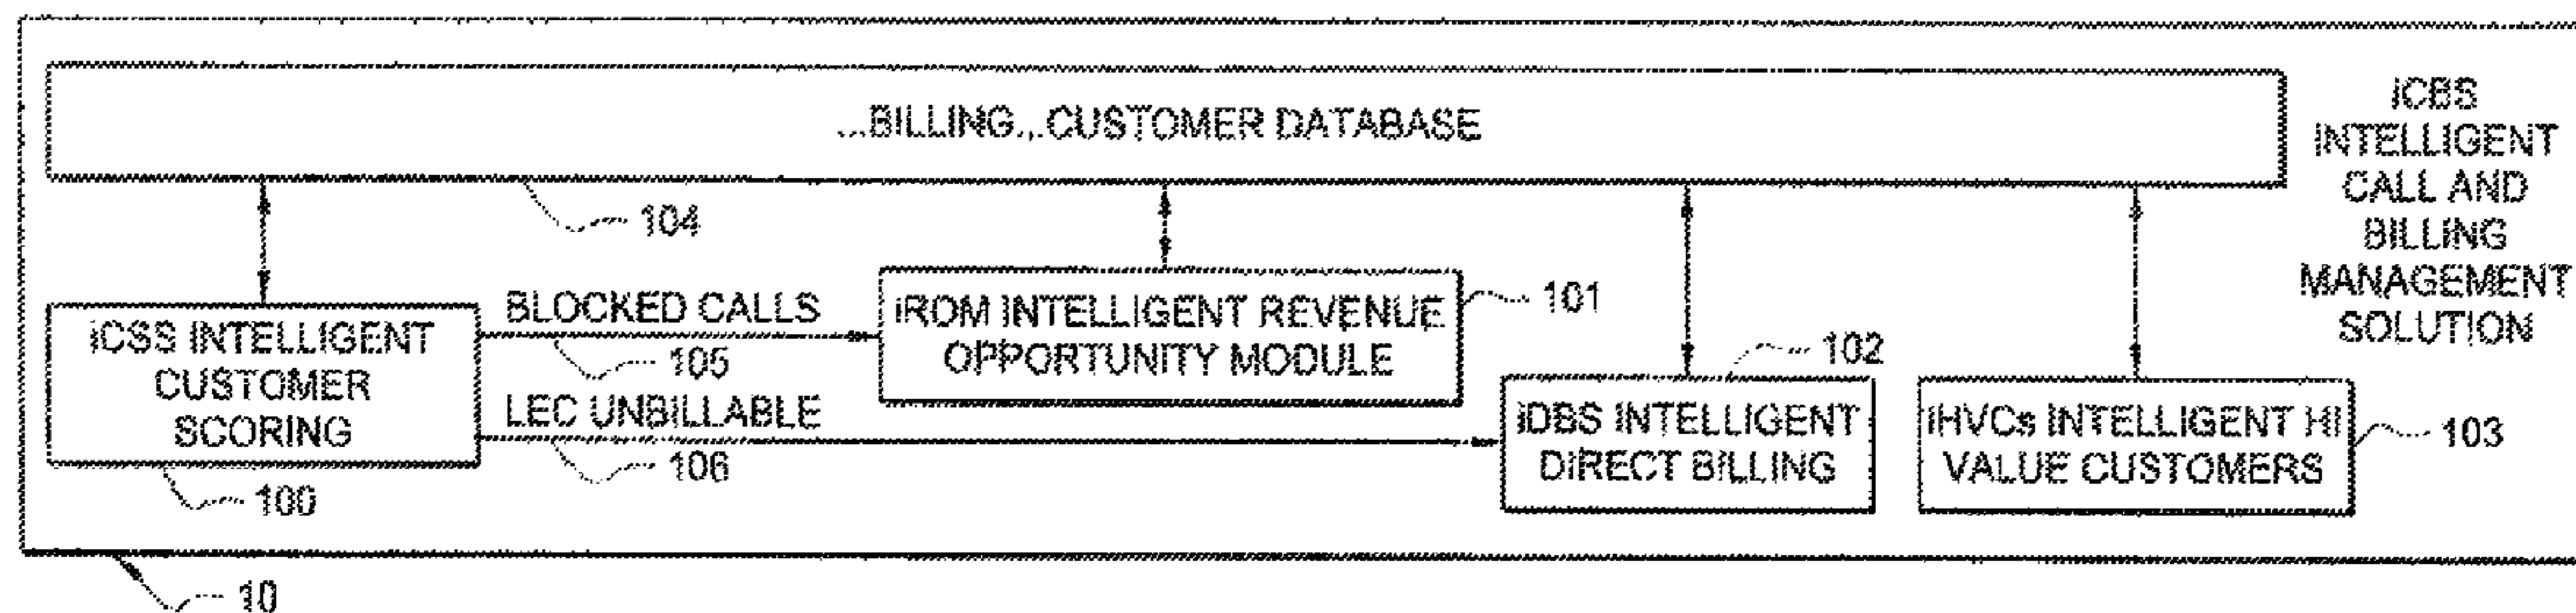 ...BILLING...CUSTOMER DATABASE
iCBS
INTELLIGENT
CALL AND
BILLING
MANAGEMENT
SOLUTION
104
BLOCKED CALLS
105
iROM INTELLIGENT REVENUE
OPPORTUNITY MODULE
101
iCSS INTELLIGENT
CUSTOMER
SCORING
100
LEC UNBILLABLE
106
102
iDBS INTELLIGENT
DIRECT BILLING
iHVCs INTELLIGENT HI
VALUE CUSTOMERS
103
10